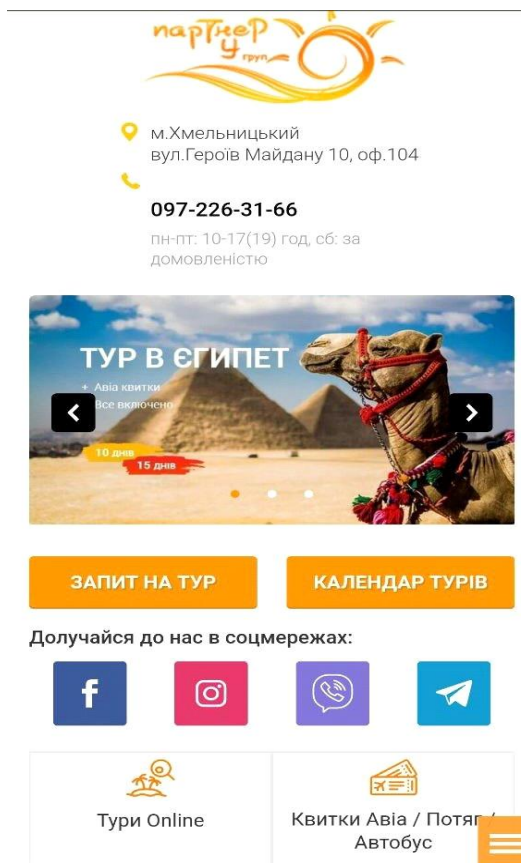 партнер
У груп
м.Хмельницький
вул.Героїв Майдану 10, оф.104
097-226-31-66
пн-пт: 10-17(19) год, сб: за
домовленістю
ТУР В ЄГИПЕТ
+ Авіа квитки
Все включено
10 днів
15 днів
ЗАПИТ НА ТУР
КАЛЕНДАР ТУРІВ
Долучайся до нас в соцмережах:
Тури Online
Квитки Авіа / Потяг /
Автобус